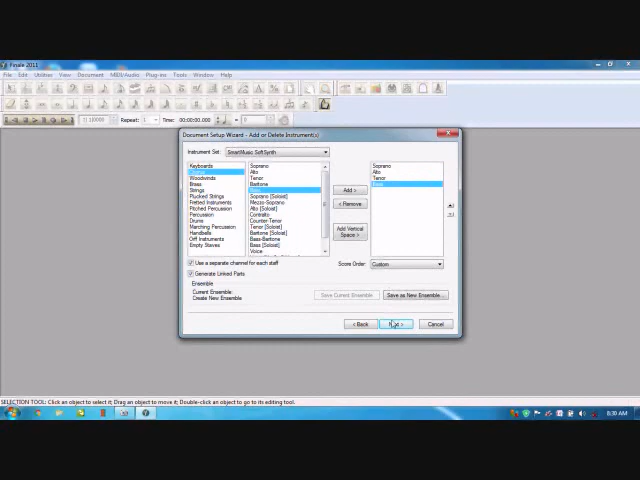 Finale 2011
File Edit Utilities View Document MIDI/Audio Plug-ins Tools Window Help
Repeat: 1 Time: 00:00:00.000 = 0
Document Setup Wizard - Add or Delete Instrument(s)
Instrument Set: SmartMusic SoftSynth
Keyboards
Woodwinds
Brass
Strings
Plucked Strings
Fretted Instruments
Pitched Percussion
Percussion
Drums
Marching Percussion
Handbells
Orff Instruments
Empty Staves
Soprano
Alto
Tenor
Baritone
Bass
Soprano [Soloist]
Mezzo-Soprano
Alto [Soloist]
Contralto
Counter Tenor
Tenor [Soloist]
Baritone [Soloist]
Bass-Baritone
Bass [Soloist]
Voice
Add >
< Remove
Add Vertical
Space >
Soprano
Alto
Tenor
Bass
Score Order: Custom
Use a separate channel for each staff
Generate Linked Parts
Ensemble
Current Ensemble:
Create New Ensemble
Save Current Ensemble
Save as New Ensemble...
< Back Next > Cancel
SELECTION TOOL: Click an object to select it; Drag an object to move it; Double-click an object to go to its editing tool.
8:30 AM